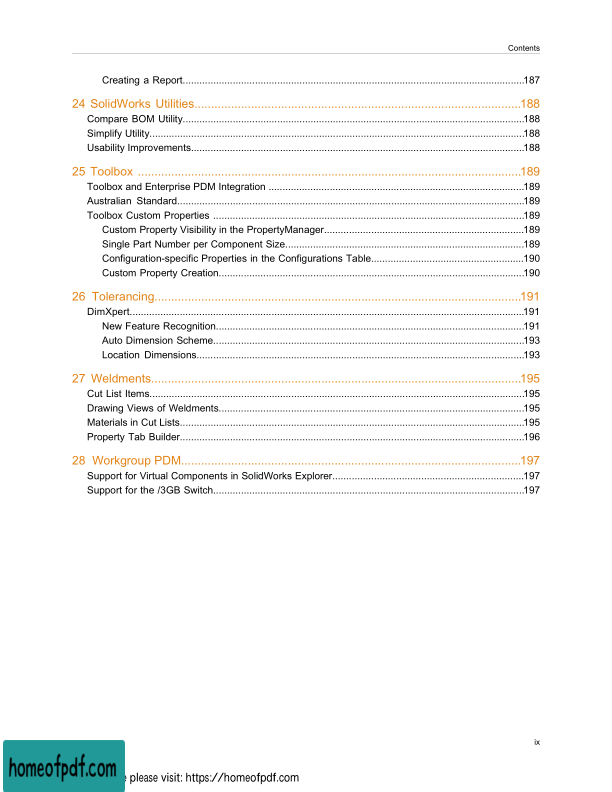 Contents
Creating a Report.....187
24 SolidWorks Utilities.....188
Compare BOM Utility.....188
Simplify Utility.....188
Usability Improvements.....188
25 Toolbox .....189
Toolbox and Enterprise PDM Integration .....189
Australian Standard.....189
Toolbox Custom Properties .....189
Custom Property Visibility in the PropertyManager.....189
Single Part Number per Component Size.....189
Configuration-specific Properties in the Configurations Table.....190
Custom Property Creation.....190
26 Tolerancing.....191
DimXpert.....191
New Feature Recognition.....191
Auto Dimension Scheme.....193
Location Dimensions.....193
27 Weldments.....195
Cut List Items.....195
Drawing Views of Weldments.....195
Materials in Cut Lists.....195
Property Tab Builder.....196
28 Workgroup PDM.....197
Support for Virtual Components in SolidWorks Explorer.....197
Support for the /3GB Switch.....197
ix
homeofpdf.com
please visit: https://homeofpdf.com